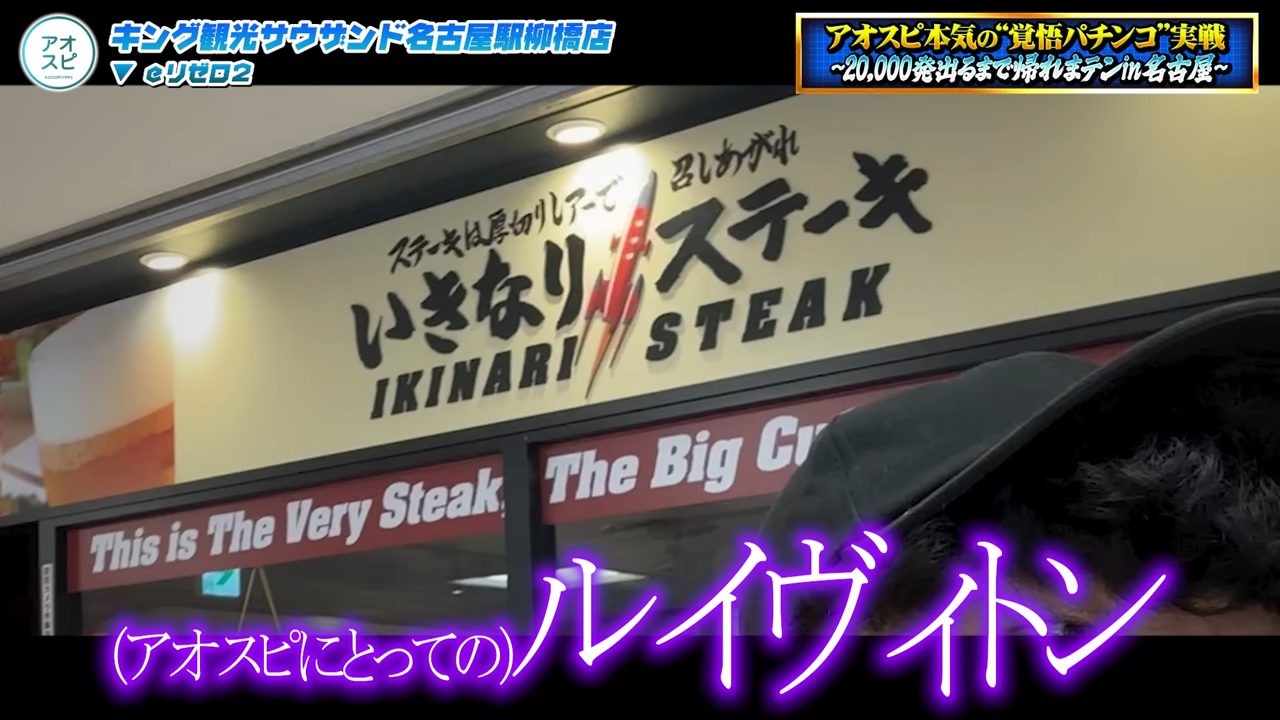 アオ
スピ
AOSUPI1983
キング観光サウザンド名古屋駅柳橋店
▼ @リゼロ2
アオスピ本気の“覚悟パチンコ”実戦
~20,000発出るまで帰れまテンin名古屋~
ステーキは厚切りレアーで 召しあがれ
いきなりステーキ
IKINARI STEAK
This is The Very Steak,
The Big Cu
(アオスピにとっての)ルイヴィトン